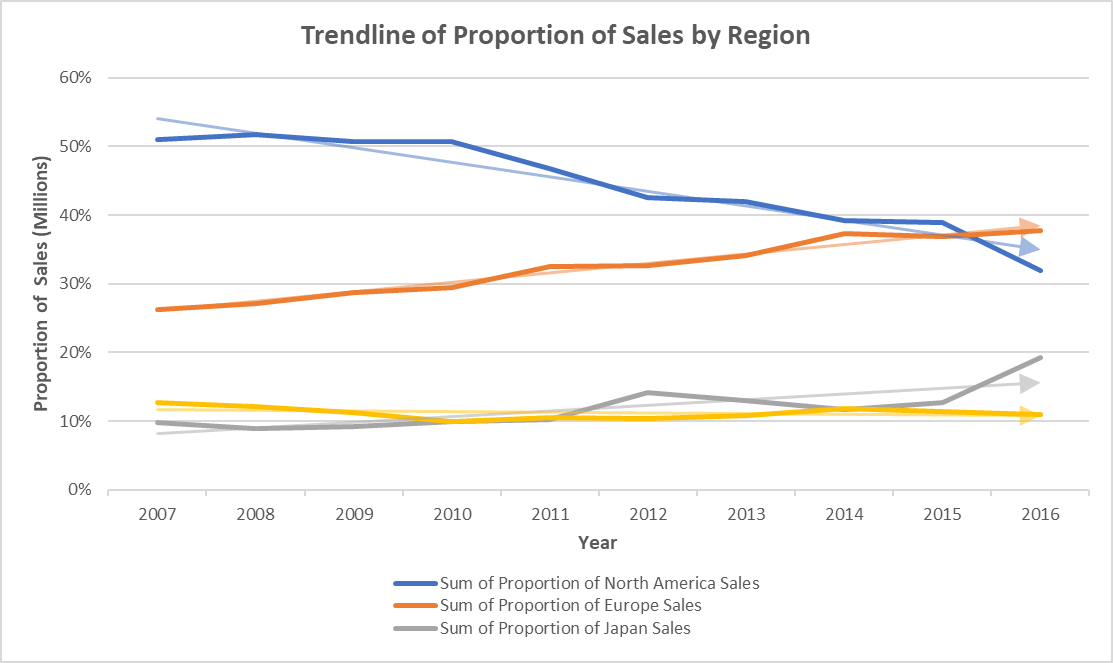 Trendline of Proportion of Sales by Region
Proportion of Sales (Millions)
60%
50%
40%
30%
20%
10%
0%
2007 2008 2009 2010 2011 2012 2013 2014 2015 2016
Year
Sum of Proportion of North America Sales
Sum of Proportion of Europe Sales
Sum of Proportion of Japan Sales